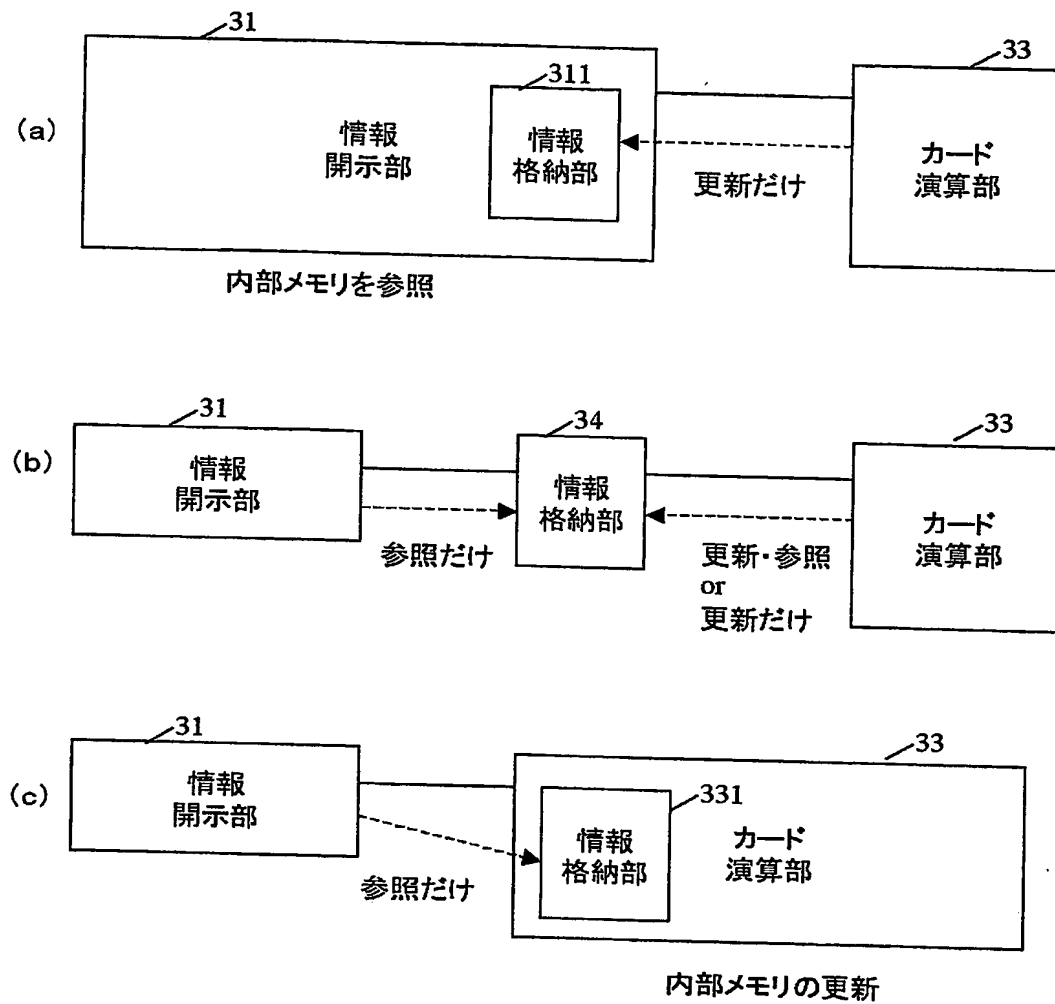 31
33
311
(a)
情報
開示部
情報
格納部
更新だけ
カード
演算部
内部メモリを参照
31
34
33
(b)
情報
開示部
参照だけ
情報
格納部
更新・参照
or
更新だけ
カード
演算部
31
33
(c)
情報
開示部
参照だけ
331
情報
格納部
カード
演算部
内部メモリの更新